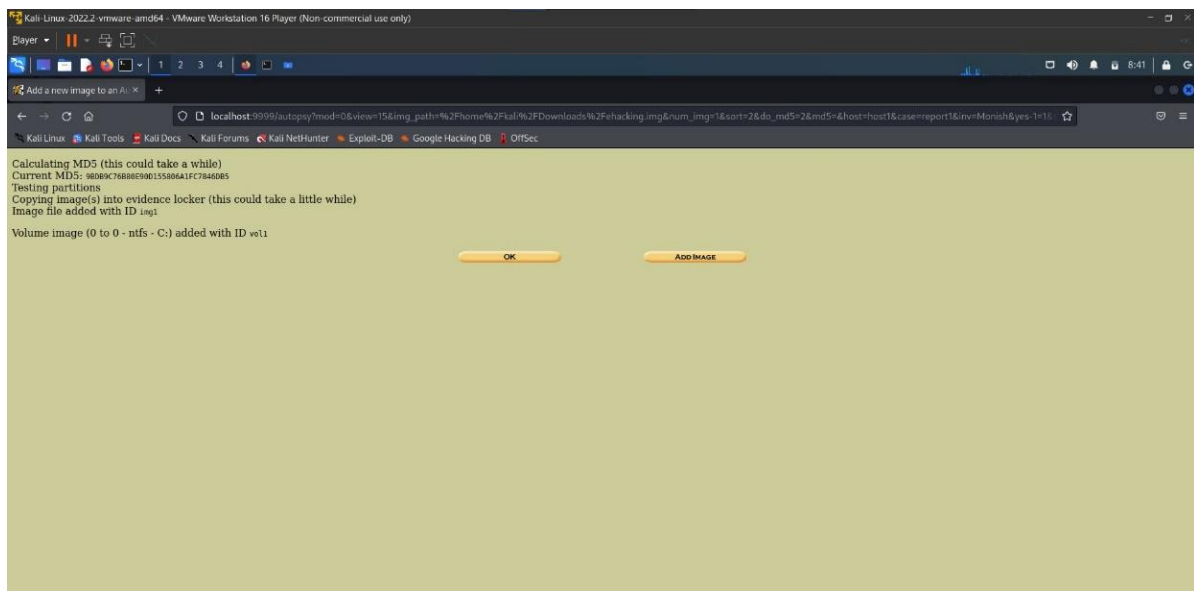 Kali-Linux-2022.2-vmware-amd64 - VMware Workstation 16 Player (Non-commercial use only)
Player
1 2 3 4
8:41
Add a new image to an Au
localhost:9999/autopsy?mod=0&view=15&img_path=%2Fhome%2Fkali%2FDownloads%2Fehacking.img&num_img=1&sort=2&do_md5=2&md5=&host=host1&case=report1&inv=Monish&yes-1=1&
Kali Linux Kali Tools Kali Docs Kali Forums Kali NetHunter Exploit-DB Google Hacking DB OffSec
Calculating MD5 (this could take a while)
Current MD5:
Testing partitions
Copying image(s) into evidence locker (this could take a little while)
Image file added with ID img1
Volume image (0 to 0 - ntfs - C:) added with ID vol1
OK ADD IMAGE